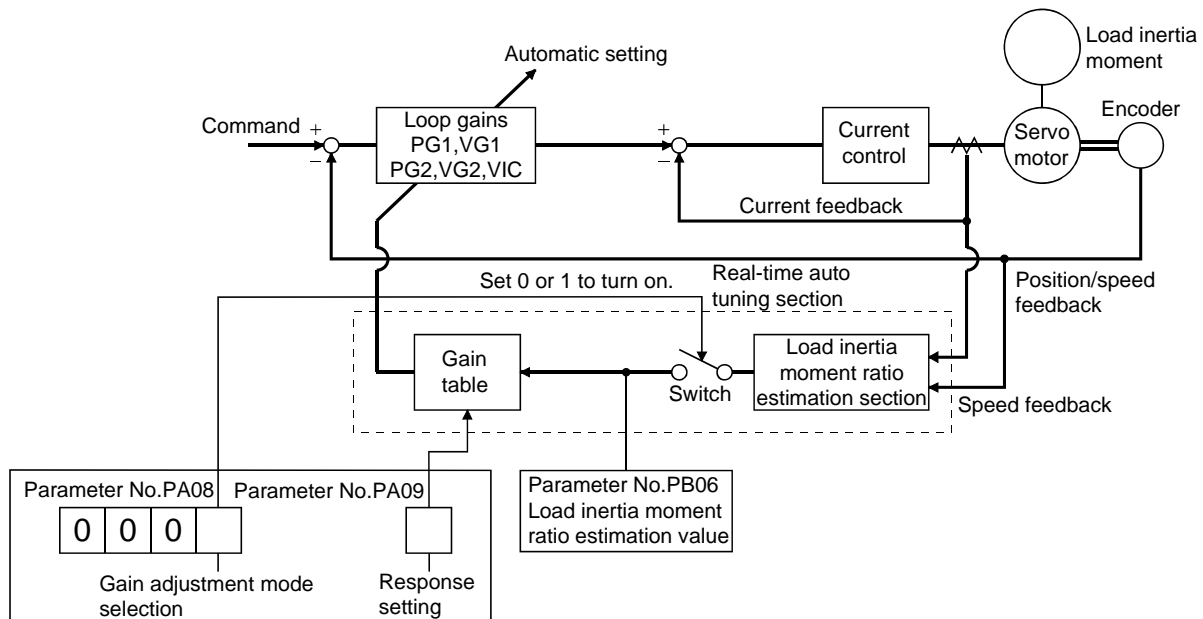 Load inertia
moment
Automatic setting
Encoder
Command
+
−
Loop gains
PG1,VG1
PG2,VG2,VIC
+
−
Current
control
Servo
motor
Current feedback
Set 0 or 1 to turn on.
Real-time auto
tuning section
Position/speed
feedback
Gain
table
Switch
Load inertia
moment ratio
estimation section
Speed feedback
Parameter No.PA08
Parameter No.PA09
0 0 0
Gain adjustment mode
selection
Response
setting
Parameter No.PB06
Load inertia moment
ratio estimation value